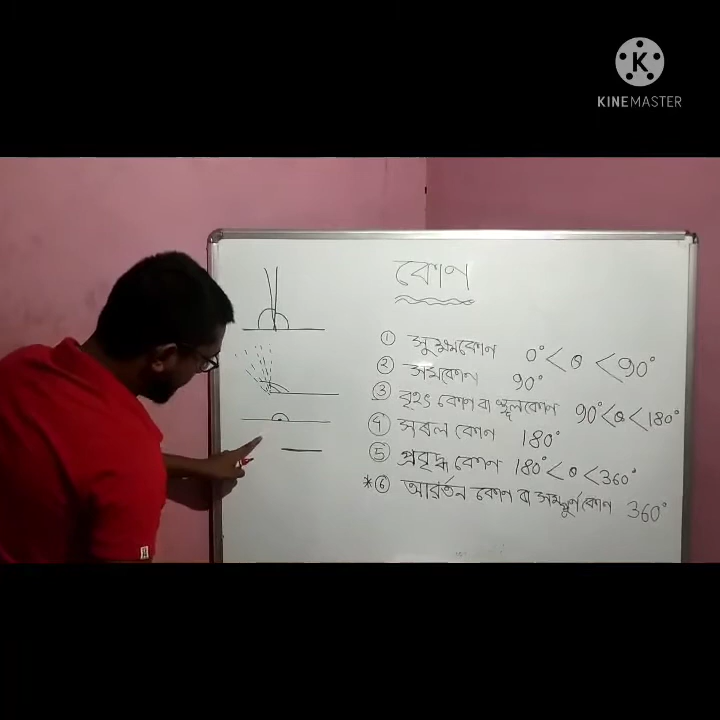 KINEMASTER
কোণ
① সূক্ষ্মকোণ 0° < θ < 90°
② সমকোণ 90°
③ বৃহৎ কোণ বা স্থূলকোণ 90° < θ < 180°
④ সৰল কোণ 180°
⑤ প্রবৃদ্ধ কোণ 180° < θ < 360°
*⑥ আৱৰ্তন কোণ বা সম্পূৰ্ণকোণ 360°